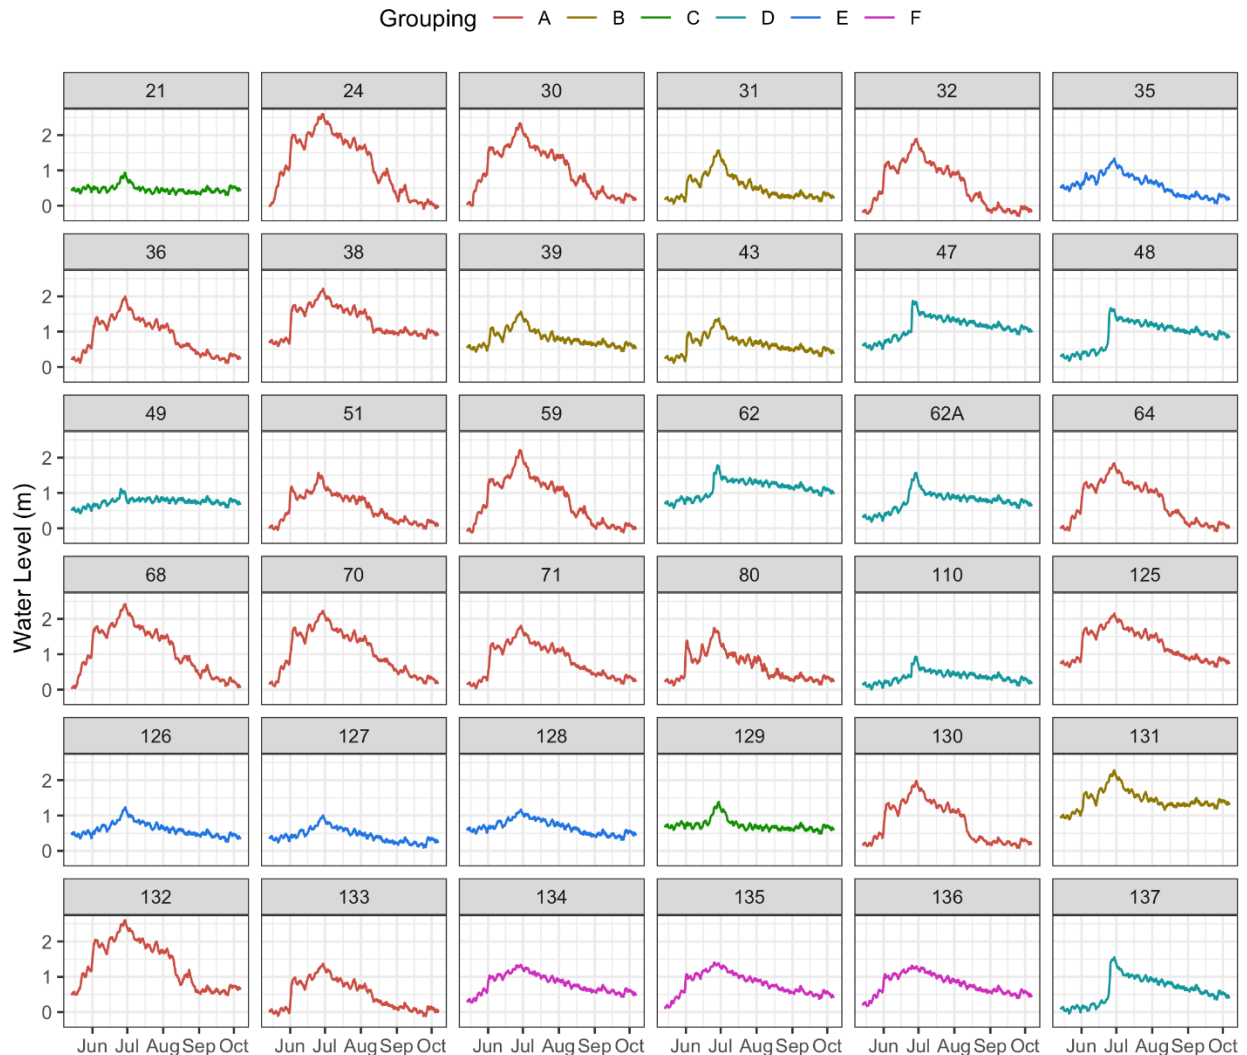 Grouping A B C D E F
21 24 30 31 32 35
2
1
0
36 38 39 43 47 48
2
1
0
49 51 59 62 62A 64
2
1
0
Water Level (m)
68 70 71 80 110 125
2
1
0
126 127 128 129 130 131
2
1
0
132 133 134 135 136 137
2
1
0
Jun Jul Aug Sep Oct Jun Jul Aug Sep Oct Jun Jul Aug Sep Oct Jun Jul Aug Sep Oct Jun Jul Aug Sep Oct Jun Jul Aug Sep Oct